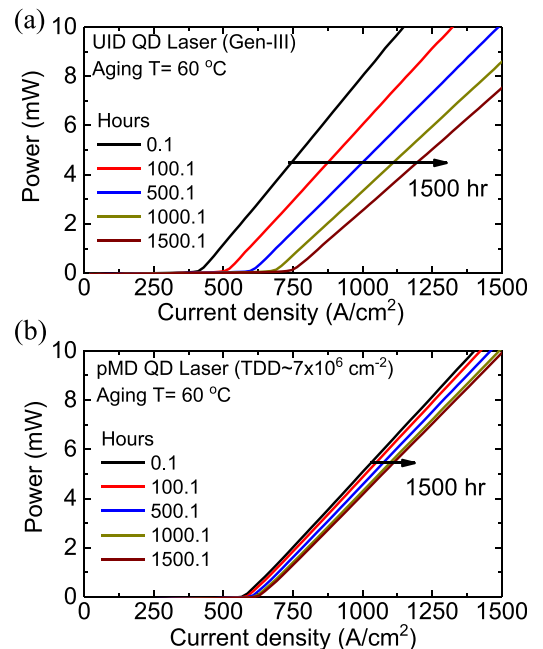 (a)
10
8
6
4
2
0
Power (mW)
UID QD Laser (Gen-III)
Aging T= 60 °C
Hours
0.1
100.1
500.1
1000.1
1500.1
1500 hr
0 250 500 750 1000 1250 1500
Current density (A/cm²)
(b)
10
8
6
4
2
0
Power (mW)
pMD QD Laser (TDD~7x10⁶ cm⁻²)
Aging T= 60 °C
Hours
0.1
100.1
500.1
1000.1
1500.1
1500 hr
0 250 500 750 1000 1250 1500
Current density (A/cm²)